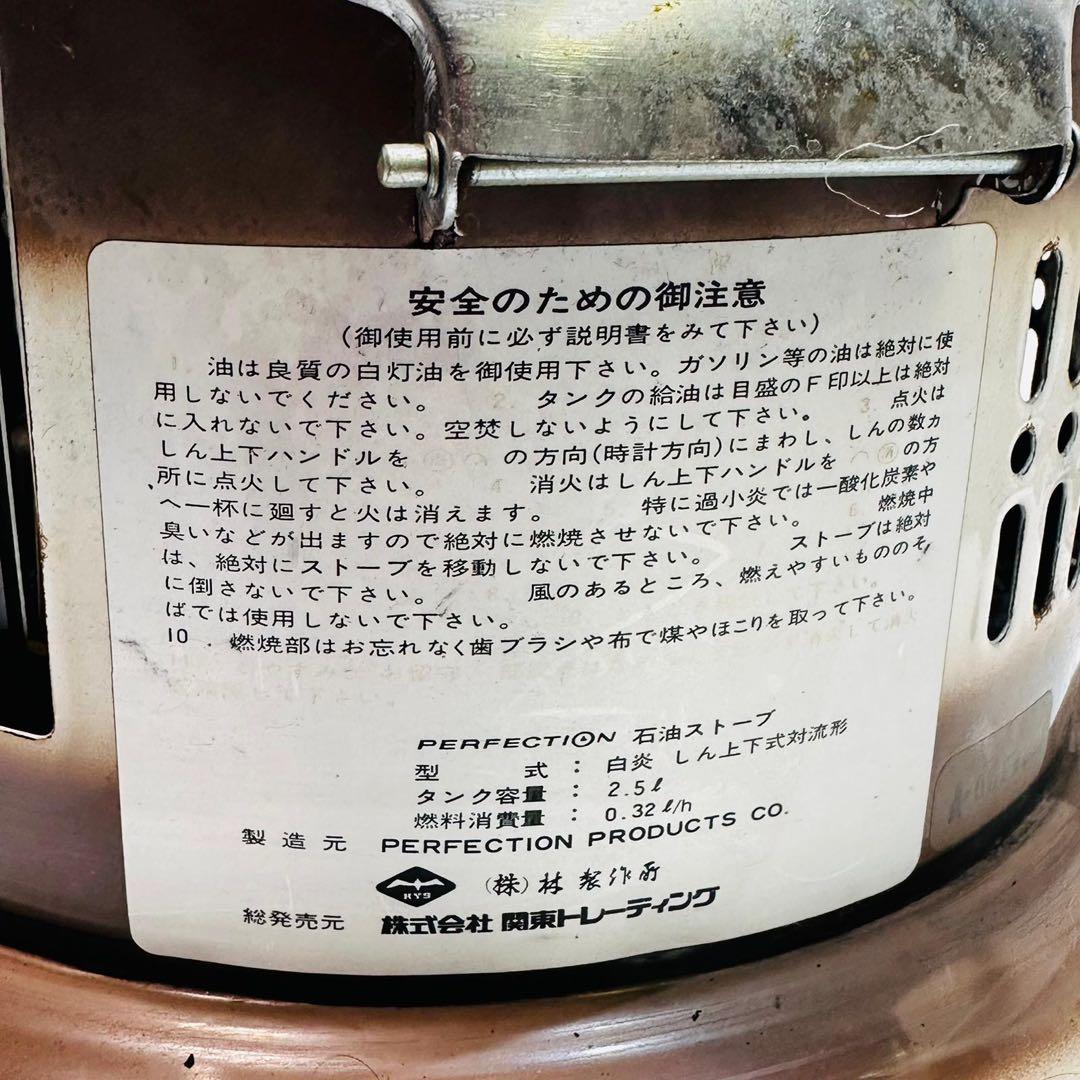 安全のための御注意
(御使用前に必ず説明書をみて下さい)
油は良質の白灯油を御使用下さい。ガソリン等の油は絶対に使
用しないでください。 2. タンクの給油は目盛のF印以上は絶対
に入れないで下さい。空焚しないようにして下さい。 3. 点火は
しん上下ハンドルを の方向(時計方向)にまわし、しんの数カ
所に点火して下さい。 4. 消火はしん上下ハンドルを 消 の方
へ一杯に廻すと火は消えます。 特に過小炎では一酸化炭素や
臭いなどが出ますので絶対に燃焼させないで下さい。 6. 燃焼中
は、絶対にストーブを移動しないで下さい。 ストーブは絶対
に倒さないで下さい。 風のあるところ、燃えやすいもののそ
ばでは使用しないで下さい。
10. 燃焼部はお忘れなく歯ブラシや布で煤やほこりを取って下さい。
PERFECTION 石油ストーブ
型 式 : 白炎 しん上下式対流形
タンク容量 : 2.5ℓ
燃料消費量 : 0.32ℓ/h
製造元 PERFECTION PRODUCTS CO.
HYS (株)林製作所
総発売元 株式会社 関東トレーディング